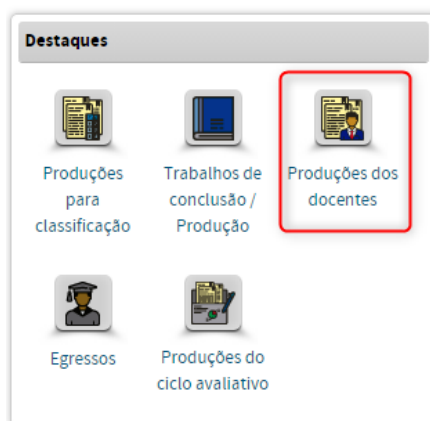 Destaques
Produções
para
classificação
Trabalhos de
conclusão /
Produção
Produções dos
docentes
Egressos
Produções do
ciclo avaliativo